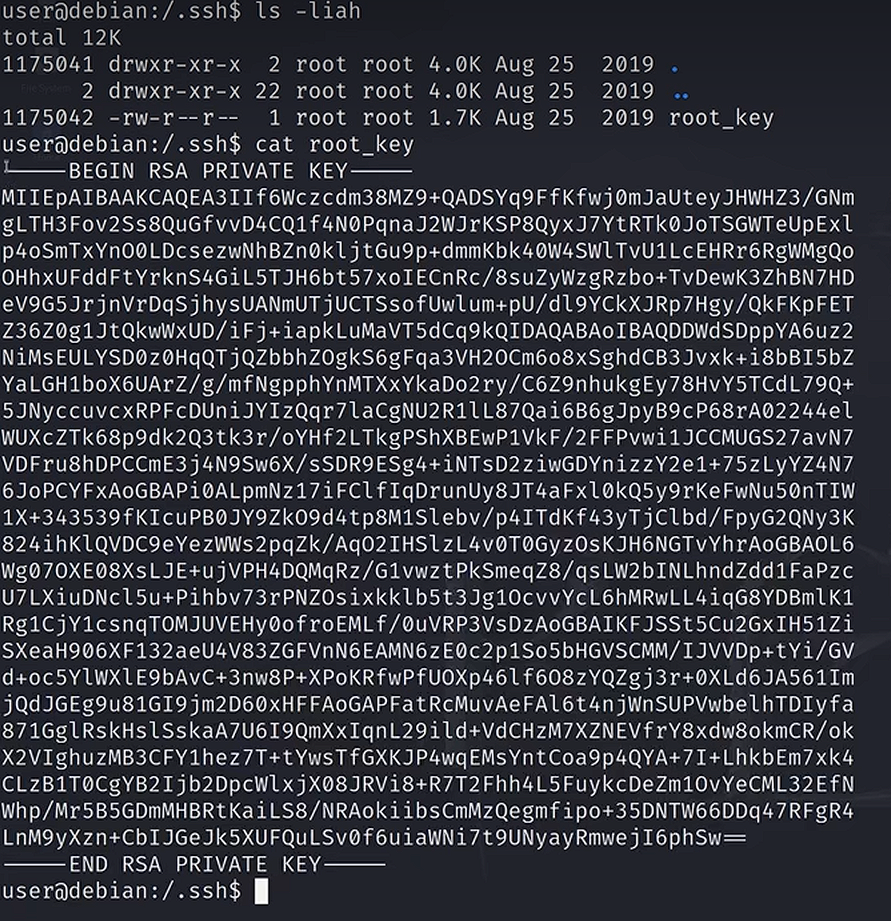 user@debian:/.ssh$ ls -liah
total 12K
1175041 drwxr-xr-x  2 root root 4.0K Aug 25  2019 .
      2 drwxr-xr-x 22 root root 4.0K Aug 25  2019 ..
1175042 -rw-r--r--  1 root root 1.7K Aug 25  2019 root_key
user@debian:/.ssh$ cat root_key
-----BEGIN RSA PRIVATE KEY-----
MIIEpAIBAAKCAQEA3IIf6Wczcdm38MZ9+QADSYq9FfKfwj0mJaUteyJHWHZ3/GNm
gLTH3Fov2Ss8QuGfvvD4CQ1f4N0PqnaJ2WJrKSP8QyxJ7YtRTk0JoTSGWTeUpExl
p4oSmTxYnO0LDcsezwNhBZn0kljtGu9p+dmmKbk40W4SWlTvU1LcEHRr6RgWMgQo
OHhxUFddFtYrknS4GiL5TJH6bt57xoIECnRc/8suZyWzgRzbo+TvDewK3ZhBN7HD
eV9G5JrjnVrDqSjhysUANmUTjUCTSsofUwlum+pU/dl9YCkXJRp7Hgy/QkFKpFET
Z36Z0g1JtQkwWxUD/iFj+iapkLuMaVT5dCq9kQIDAQABAoIBAQDDWdSDppYA6uz2
NiMsEULYSD0z0HqQTjQZbbhZOgkS6gFqa3VH2OCm6o8xSghdCB3Jvxk+i8bBI5bZ
YaLGH1boX6UArZ/g/mfNgpphYnMTXxYkaDo2ry/C6Z9nhukgEy78HvY5TCdL79Q+
5JNyccuvcxRPFcDUniJYIzQqr7laCgNU2R1lL87Qai6B6gJpyB9cP68rA02244el
WUXcZTk68p9dk2Q3tk3r/oYHf2LTkgPShXBEwP1VkF/2FFPvwi1JCCMUGS27avN7
VDFru8hDPCCmE3j4N9Sw6X/sSDR9ESg4+iNTsD2ziwGDYnizzY2e1+75zLyYZ4N7
6JoPCYFxAoGBAPi0ALpmNz17iFClfIqDrunUy8JT4aFxl0kQ5y9rKeFwNu50nTIW
1X+343539fKIcuPB0JY9ZkO9d4tp8M1Slebv/p4ITdKf43yTjClbd/FpyG2QNy3K
824ihKlQVDC9eYezWWs2pqZk/AqO2IHSlzL4v0T0GyzOsKJH6NGTvYhrAoGBAOL6
Wg07OXE08XsLJE+ujVPH4DQMqRz/G1vwztPkSmeqZ8/qsLW2bINLhndZdd1FaPzc
U7LXiuDNcl5u+Pihbv73rPNZOsixkklb5t3Jg1OcvvYcL6hMRwLL4iqG8YDBmlK1
Rg1CjY1csnqTOMJUVEHy0ofroEMLf/0uVRP3VsDzAoGBAIKFJSSt5Cu2GxIH51Zi
SXeaH906XF132aeU4V83ZGFVnN6EAMN6zE0c2p1So5bHGVSCMM/IJVVDp+tYi/GV
d+oc5YlWXlE9bAvC+3nw8P+XPoKRfwPfUOXp46lf6O8zYQZgj3r+0XLd6JA561Im
jQdJGEg9u81GI9jm2D60xHFFAoGAPFatRcMuvAeFAl6t4njWnSUPVwbelhTDIyfa
871GglRskHslSskaA7U6I9QmXxIqnL29ild+VdCHzM7XZNEVfrY8xdw8okmCR/ok
X2VIghuzMB3CFY1hez7T+tYwsTfGXKJP4wqEMsYntCoa9p4QYA+7I+LhkbEm7xk4
CLzB1T0CgYB2Ijb2DpcWlxjX08JRVi8+R7T2Fhh4L5FuykcDeZm1OvYeCML32EfN
Whp/Mr5B5GDmMHBRtKaiLS8/NRAokiibsCmMzQegmfipo+35DNTW66DDq47RFgR4
LnM9yXzn+CbIJGeJk5XUFQuLSv0f6uiaWNi7t9UNyayRmwejI6phSw==
-----END RSA PRIVATE KEY-----
user@debian:/.ssh$